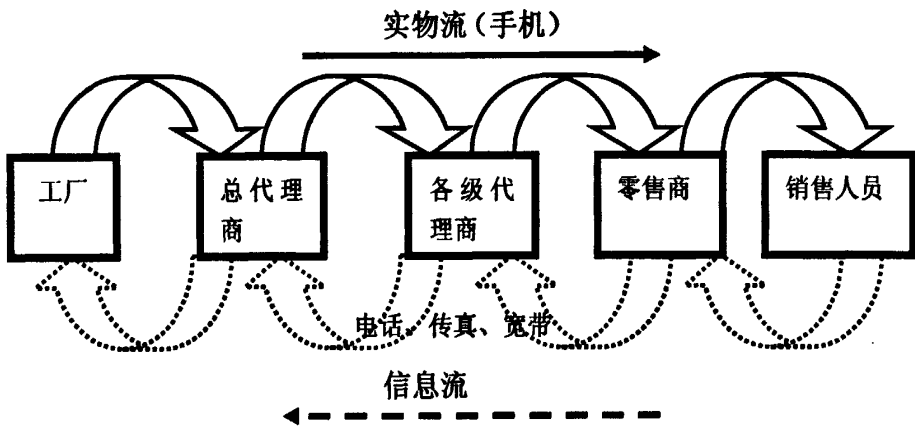 实物流（手机）
工厂
总代理
商
各级代
理商
零售商
销售人员
电话、传真、宽带
信息流